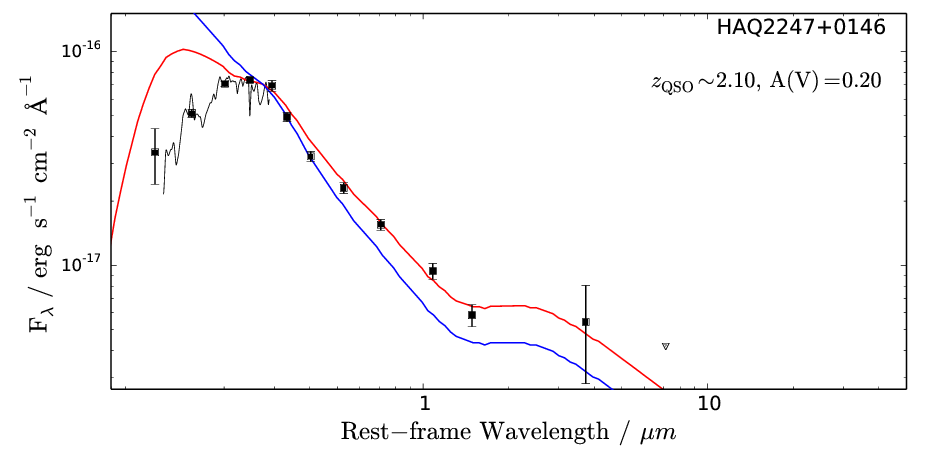 HAQ2247+0146
z_QSO ~2.10, A(V)=0.20
10^-16
10^-17
F_λ / erg s^-1 cm^-2 Å^-1
1 10
Rest−frame Wavelength / μm